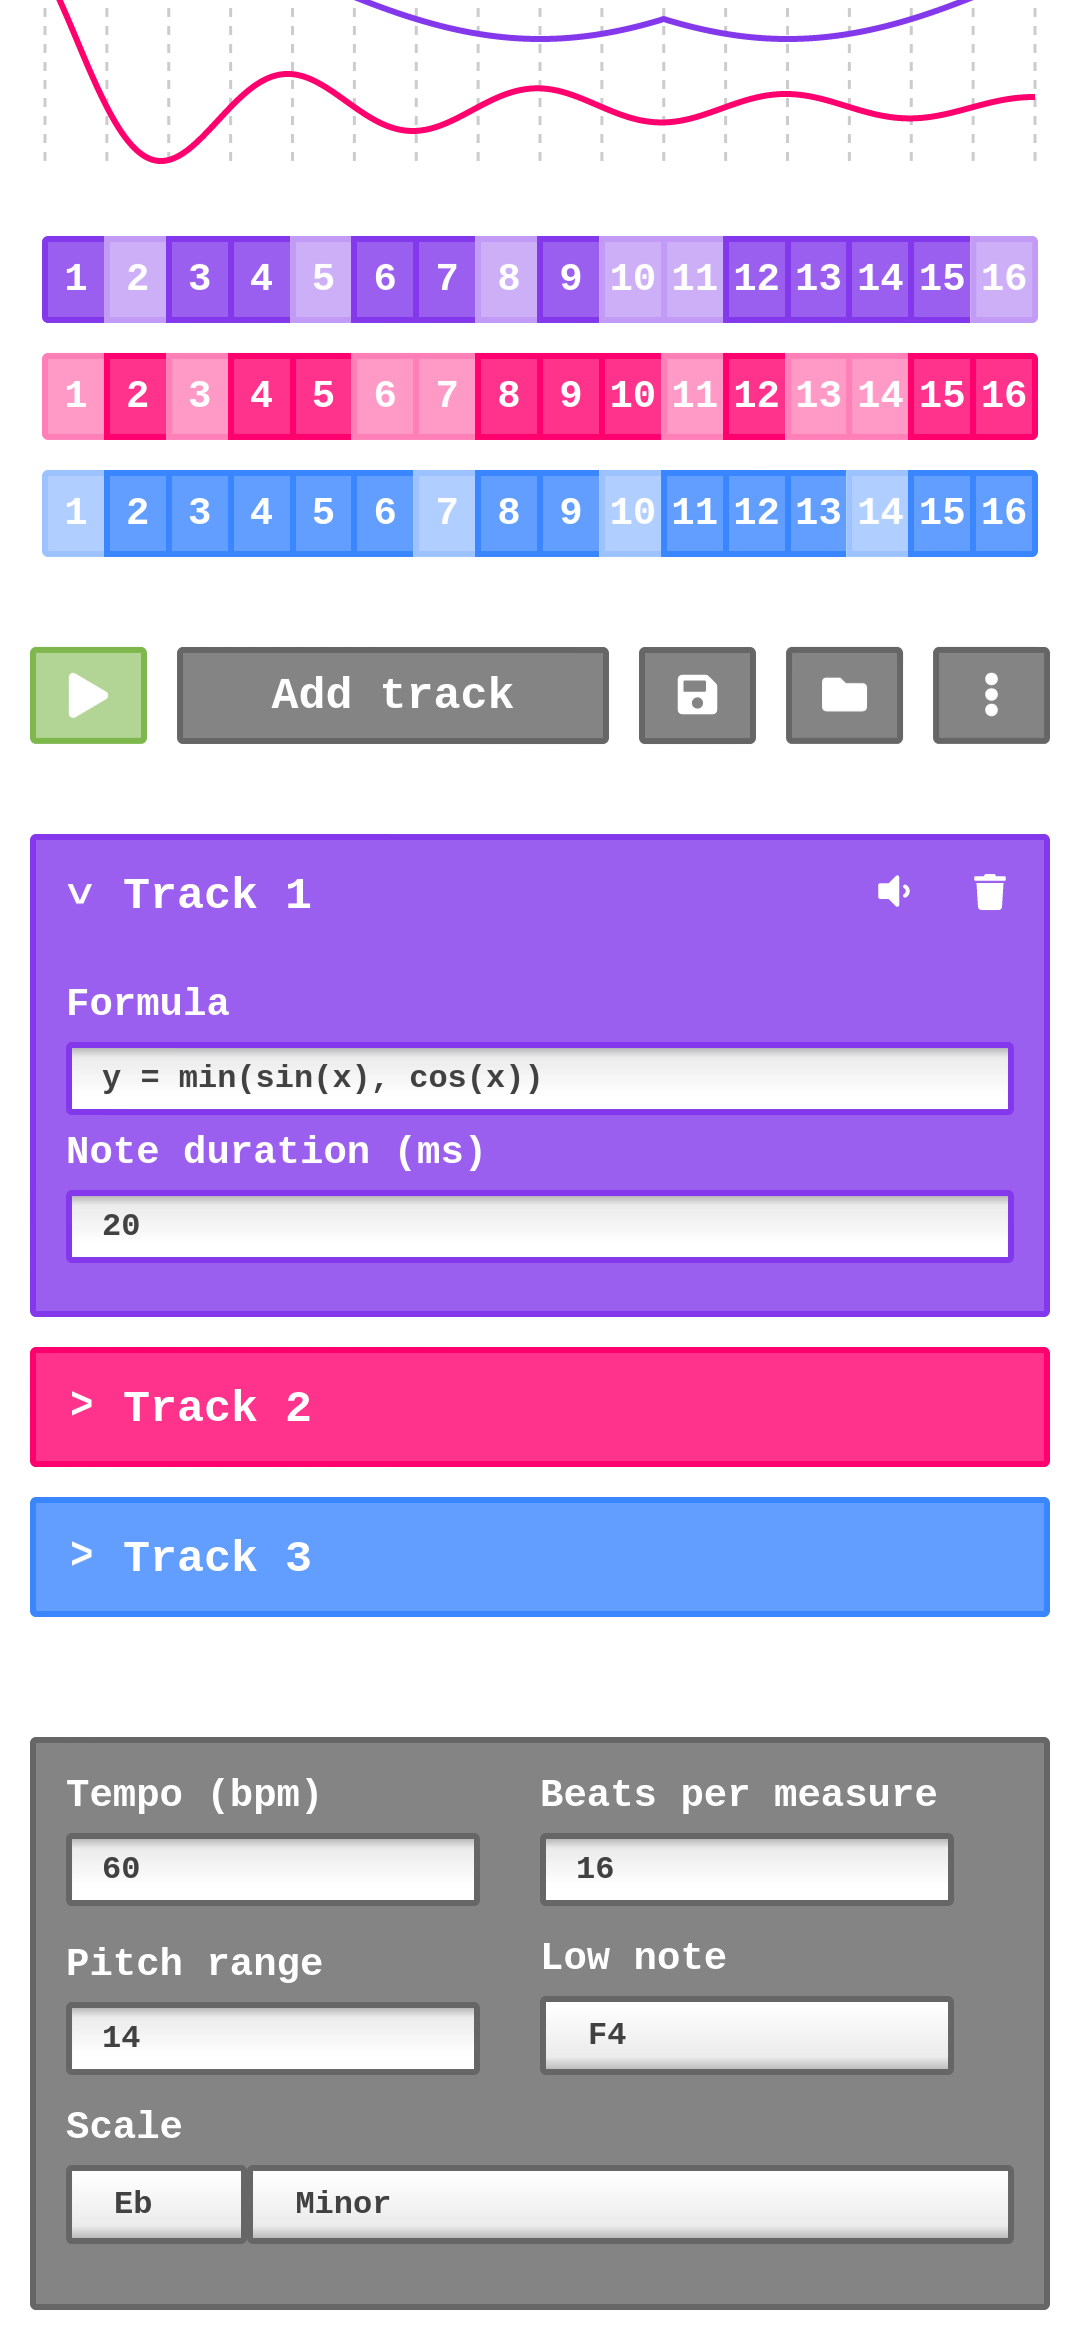 1 2 3 4 5 6 7 8 9 10 11 12 13 14 15 16
1 2 3 4 5 6 7 8 9 10 11 12 13 14 15 16
1 2 3 4 5 6 7 8 9 10 11 12 13 14 15 16
Add track
v Track 1
Formula
y = min(sin(x), cos(x))
Note duration (ms)
20
> Track 2
> Track 3
Tempo (bpm) Beats per measure
60 16
Pitch range Low note
14 F4
Scale
Eb Minor